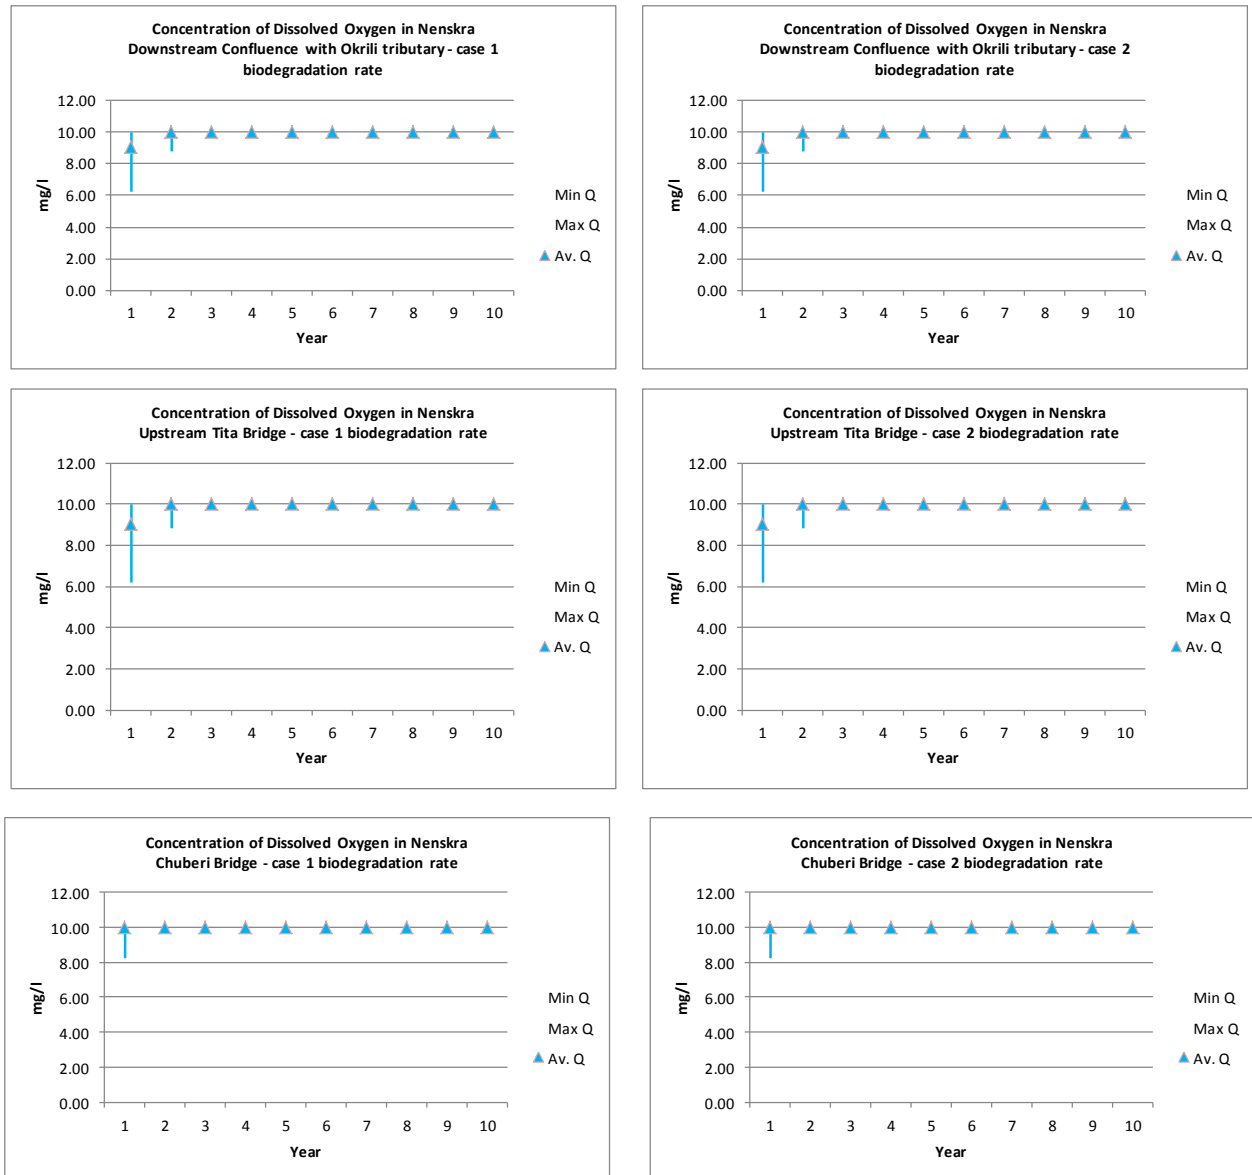 Concentration of Dissolved Oxygen in Nenskra
Downstream Confluence with Okrili tributary - case 1
biodegradation rate
12.00
10.00
8.00
6.00
4.00
2.00
0.00
mg/l
1 2 3 4 5 6 7 8 9 10
Year
Min Q
Max Q
Av. Q
Concentration of Dissolved Oxygen in Nenskra
Downstream Confluence with Okrili tributary - case 2
biodegradation rate
12.00
10.00
8.00
6.00
4.00
2.00
0.00
mg/l
1 2 3 4 5 6 7 8 9 10
Year
Min Q
Max Q
Av. Q
Concentration of Dissolved Oxygen in Nenskra
Upstream Tita Bridge - case 1 biodegradation rate
12.00
10.00
8.00
6.00
4.00
2.00
0.00
mg/l
1 2 3 4 5 6 7 8 9 10
Year
Min Q
Max Q
Av. Q
Concentration of Dissolved Oxygen in Nenskra
Upstream Tita Bridge - case 2 biodegradation rate
12.00
10.00
8.00
6.00
4.00
2.00
0.00
mg/l
1 2 3 4 5 6 7 8 9 10
Year
Min Q
Max Q
Av. Q
Concentration of Dissolved Oxygen in Nenskra
Chuberi Bridge - case 1 biodegradation rate
12.00
10.00
8.00
6.00
4.00
2.00
0.00
mg/l
1 2 3 4 5 6 7 8 9 10
Year
Min Q
Max Q
Av. Q
Concentration of Dissolved Oxygen in Nenskra
Chuberi Bridge - case 2 biodegradation rate
12.00
10.00
8.00
6.00
4.00
2.00
0.00
mg/l
1 2 3 4 5 6 7 8 9 10
Year
Min Q
Max Q
Av. Q